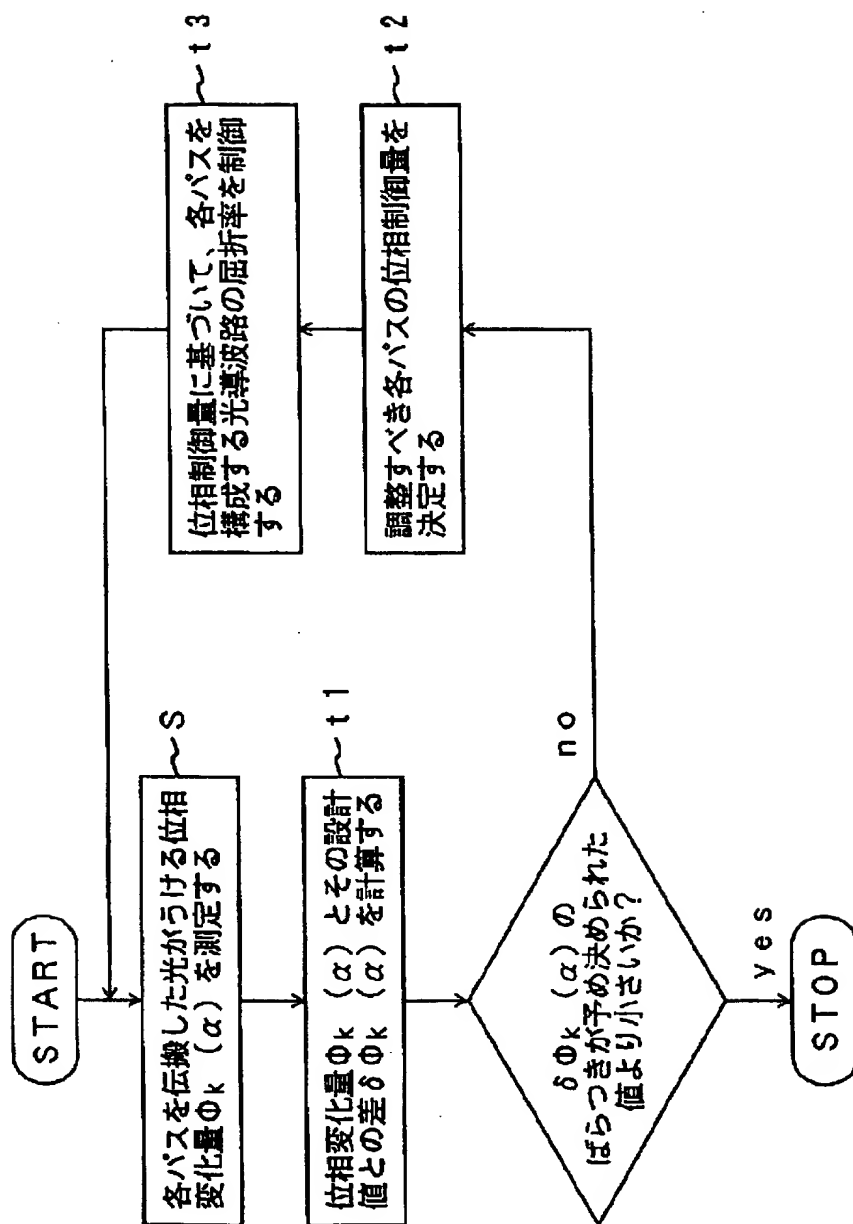 START
各パスを伝搬した光がうける位相
変化量Φk（α）を測定する
S
位相変化量Φk（α）とその設計
値との差δΦk（α）を計算する
t1
δΦk（α）の
ばらつきが予め決められた
値より小さいか？
no
yes
STOP
調整すべき各パスの位相制御量を
決定する
t2
位相制御量に基づいて、各パスを
構成する光導波路の屈折率を制御
する
t3